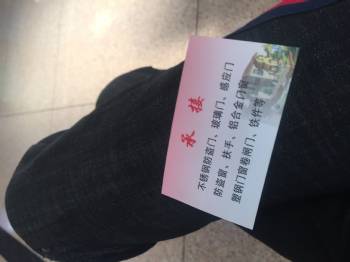 承接
不锈钢防盗门、玻璃门、感应门
防盗窗、扶手、铝合金门窗
塑钢门窗卷闸门、铁件等